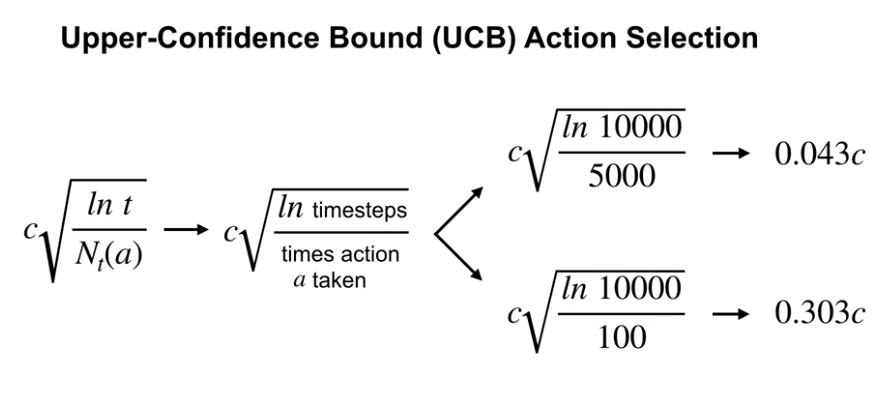 Upper-Confidence Bound (UCB) Action Selection
c√(ln t / Nₜ(a)) → c√(ln timesteps / times action a taken)
c√(ln 10000 / 5000) → 0.043c
c√(ln 10000 / 100) → 0.303c